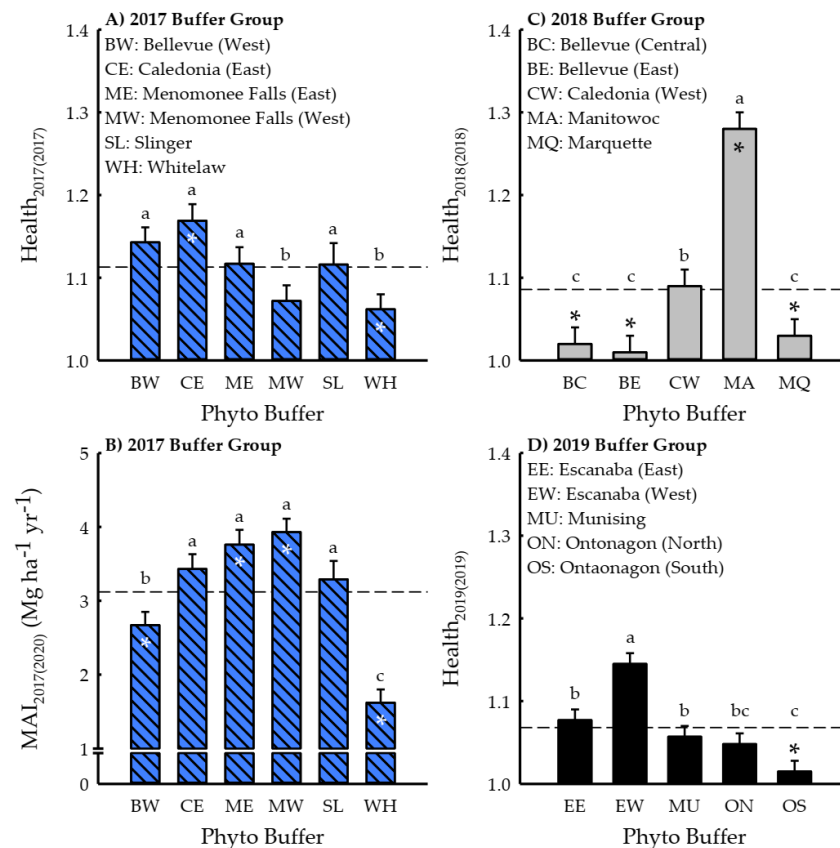 A) 2017 Buffer Group
BW: Bellevue (West)
CE: Caledonia (East)
ME: Menomonee Falls (East)
MW: Menomonee Falls (West)
SL: Slinger
WH: Whitelaw
1.4
1.3
1.2
1.1
1.0
Health2017(2017)
a
a
a
b
a
b
*
*
BW CE ME MW SL WH
Phyto Buffer
C) 2018 Buffer Group
BC: Bellevue (Central)
BE: Bellevue (East)
CW: Caledonia (West)
MA: Manitowoc
MQ: Marquette
1.4
1.3
1.2
1.1
1.0
Health2018(2018)
c
c
b
a
c
*
*
*
*
BC BE CW MA MQ
Phyto Buffer
B) 2017 Buffer Group
5
4
3
2
1
0
MAI2017(2020) (Mg ha-1 yr-1)
b
a
a
a
a
c
*
*
*
*
BW CE ME MW SL WH
Phyto Buffer
D) 2019 Buffer Group
EE: Escanaba (East)
EW: Escanaba (West)
MU: Munising
ON: Ontonagon (North)
OS: Ontaonagon (South)
1.4
1.3
1.2
1.1
1.0
Health2019(2019)
b
a
b
bc
c
*
EE EW MU ON OS
Phyto Buffer